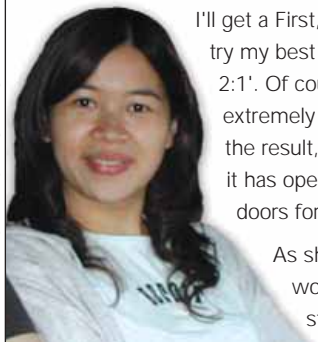 I'll get a First,
try my best
2:1'. Of cou
extremely
the result,
it has ope
doors for
As sh
wo
s